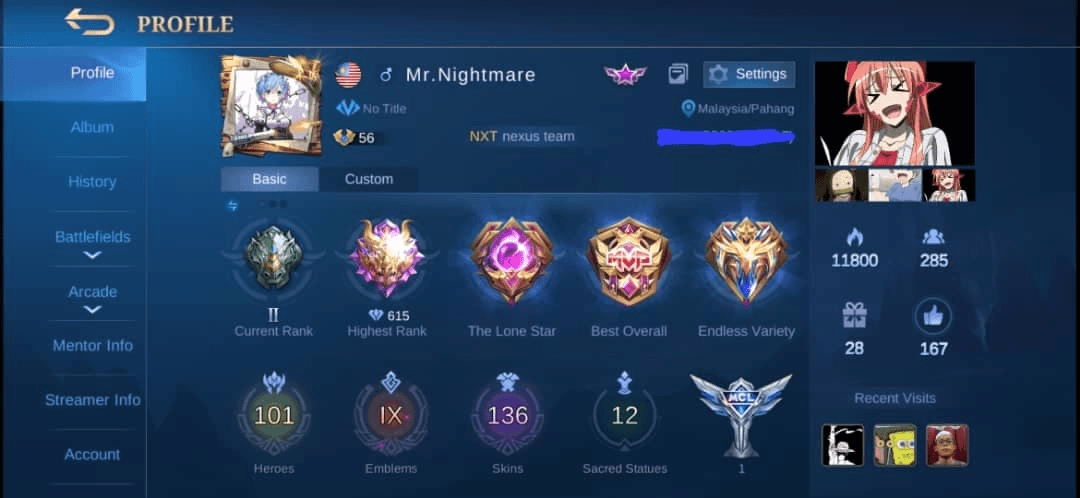 PROFILE
Profile
Album
History
Battlefields
Arcade
Mentor Info
Streamer Info
Account
Mr.Nightmare
Settings
No Title
Malaysia/Pahang
56
NXT nexus team
Basic
Custom
II
Current Rank
615
Highest Rank
The Lone Star
MVP
Best Overall
Endless Variety
101
Heroes
IX
Emblems
136
Skins
12
Sacred Statues
MCL
1
11800
285
28
167
Recent Visits